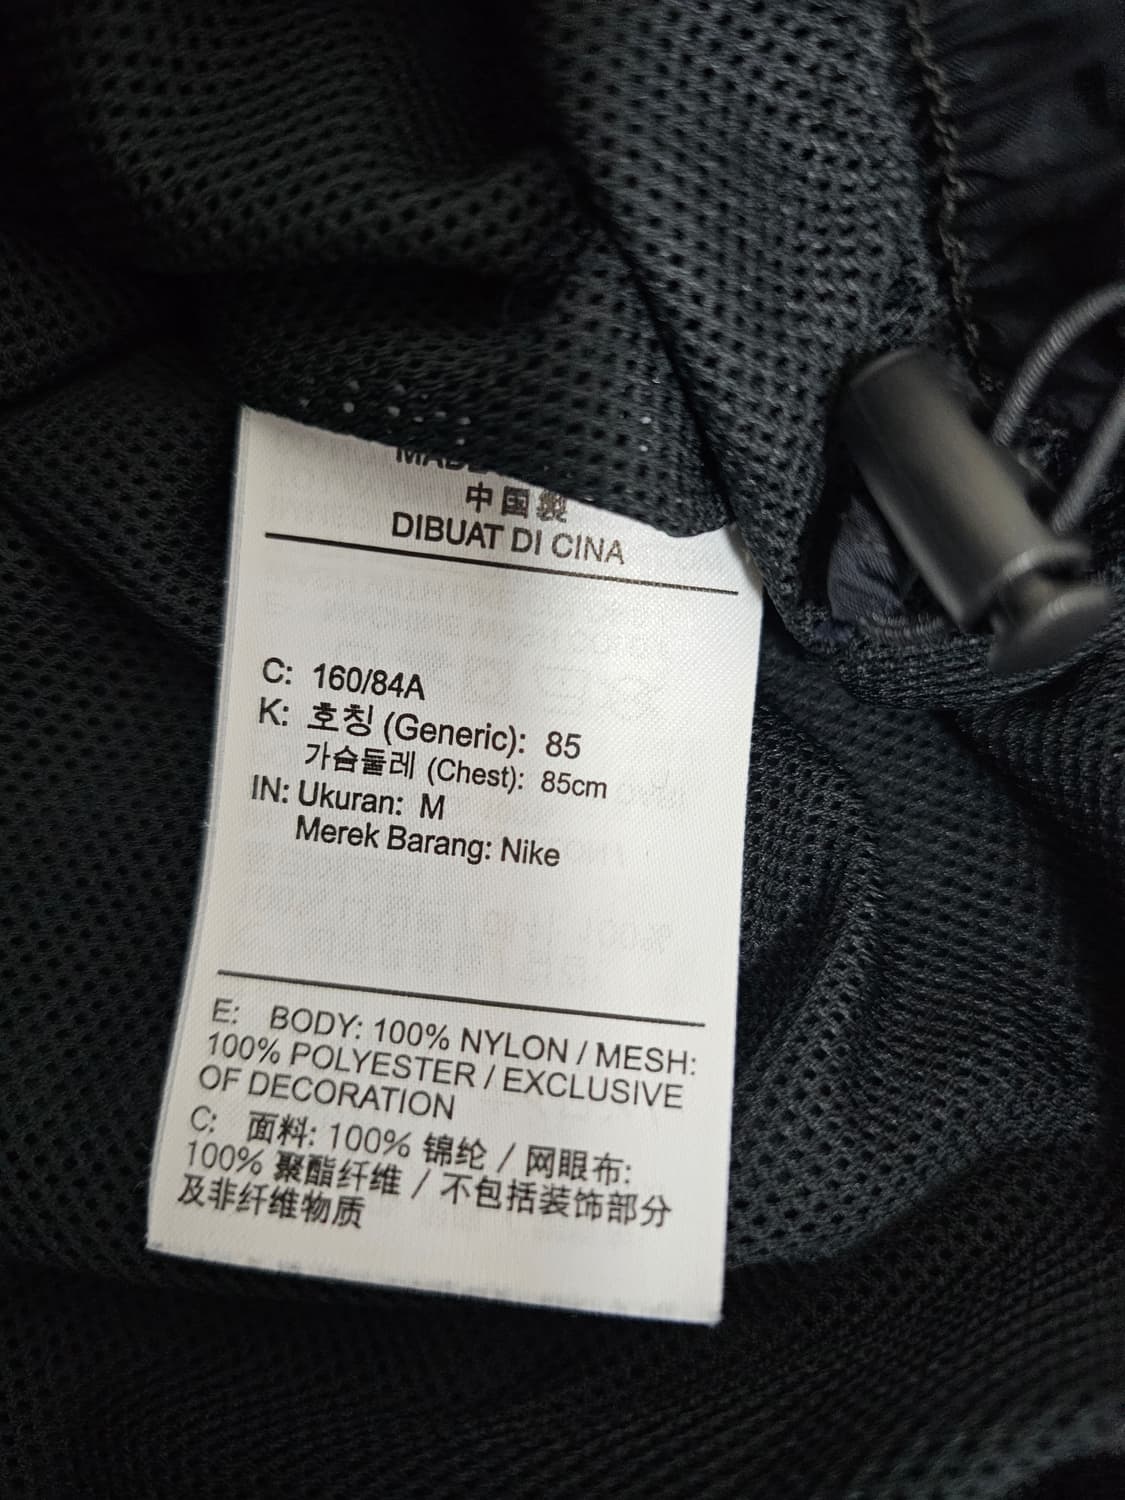 MADE
中国製
DIBUAT DI CINA
C: 160/84A
K: 호칭 (Generic): 85
가슴둘레 (Chest): 85cm
IN: Ukuran: M
Merek Barang: Nike
E: BODY: 100% NYLON / MESH:
100% POLYESTER / EXCLUSIVE
OF DECORATION
C: 面料: 100% 锦纶 / 网眼布:
100% 聚酯纤维 / 不包括装饰部分
及非纤维物质